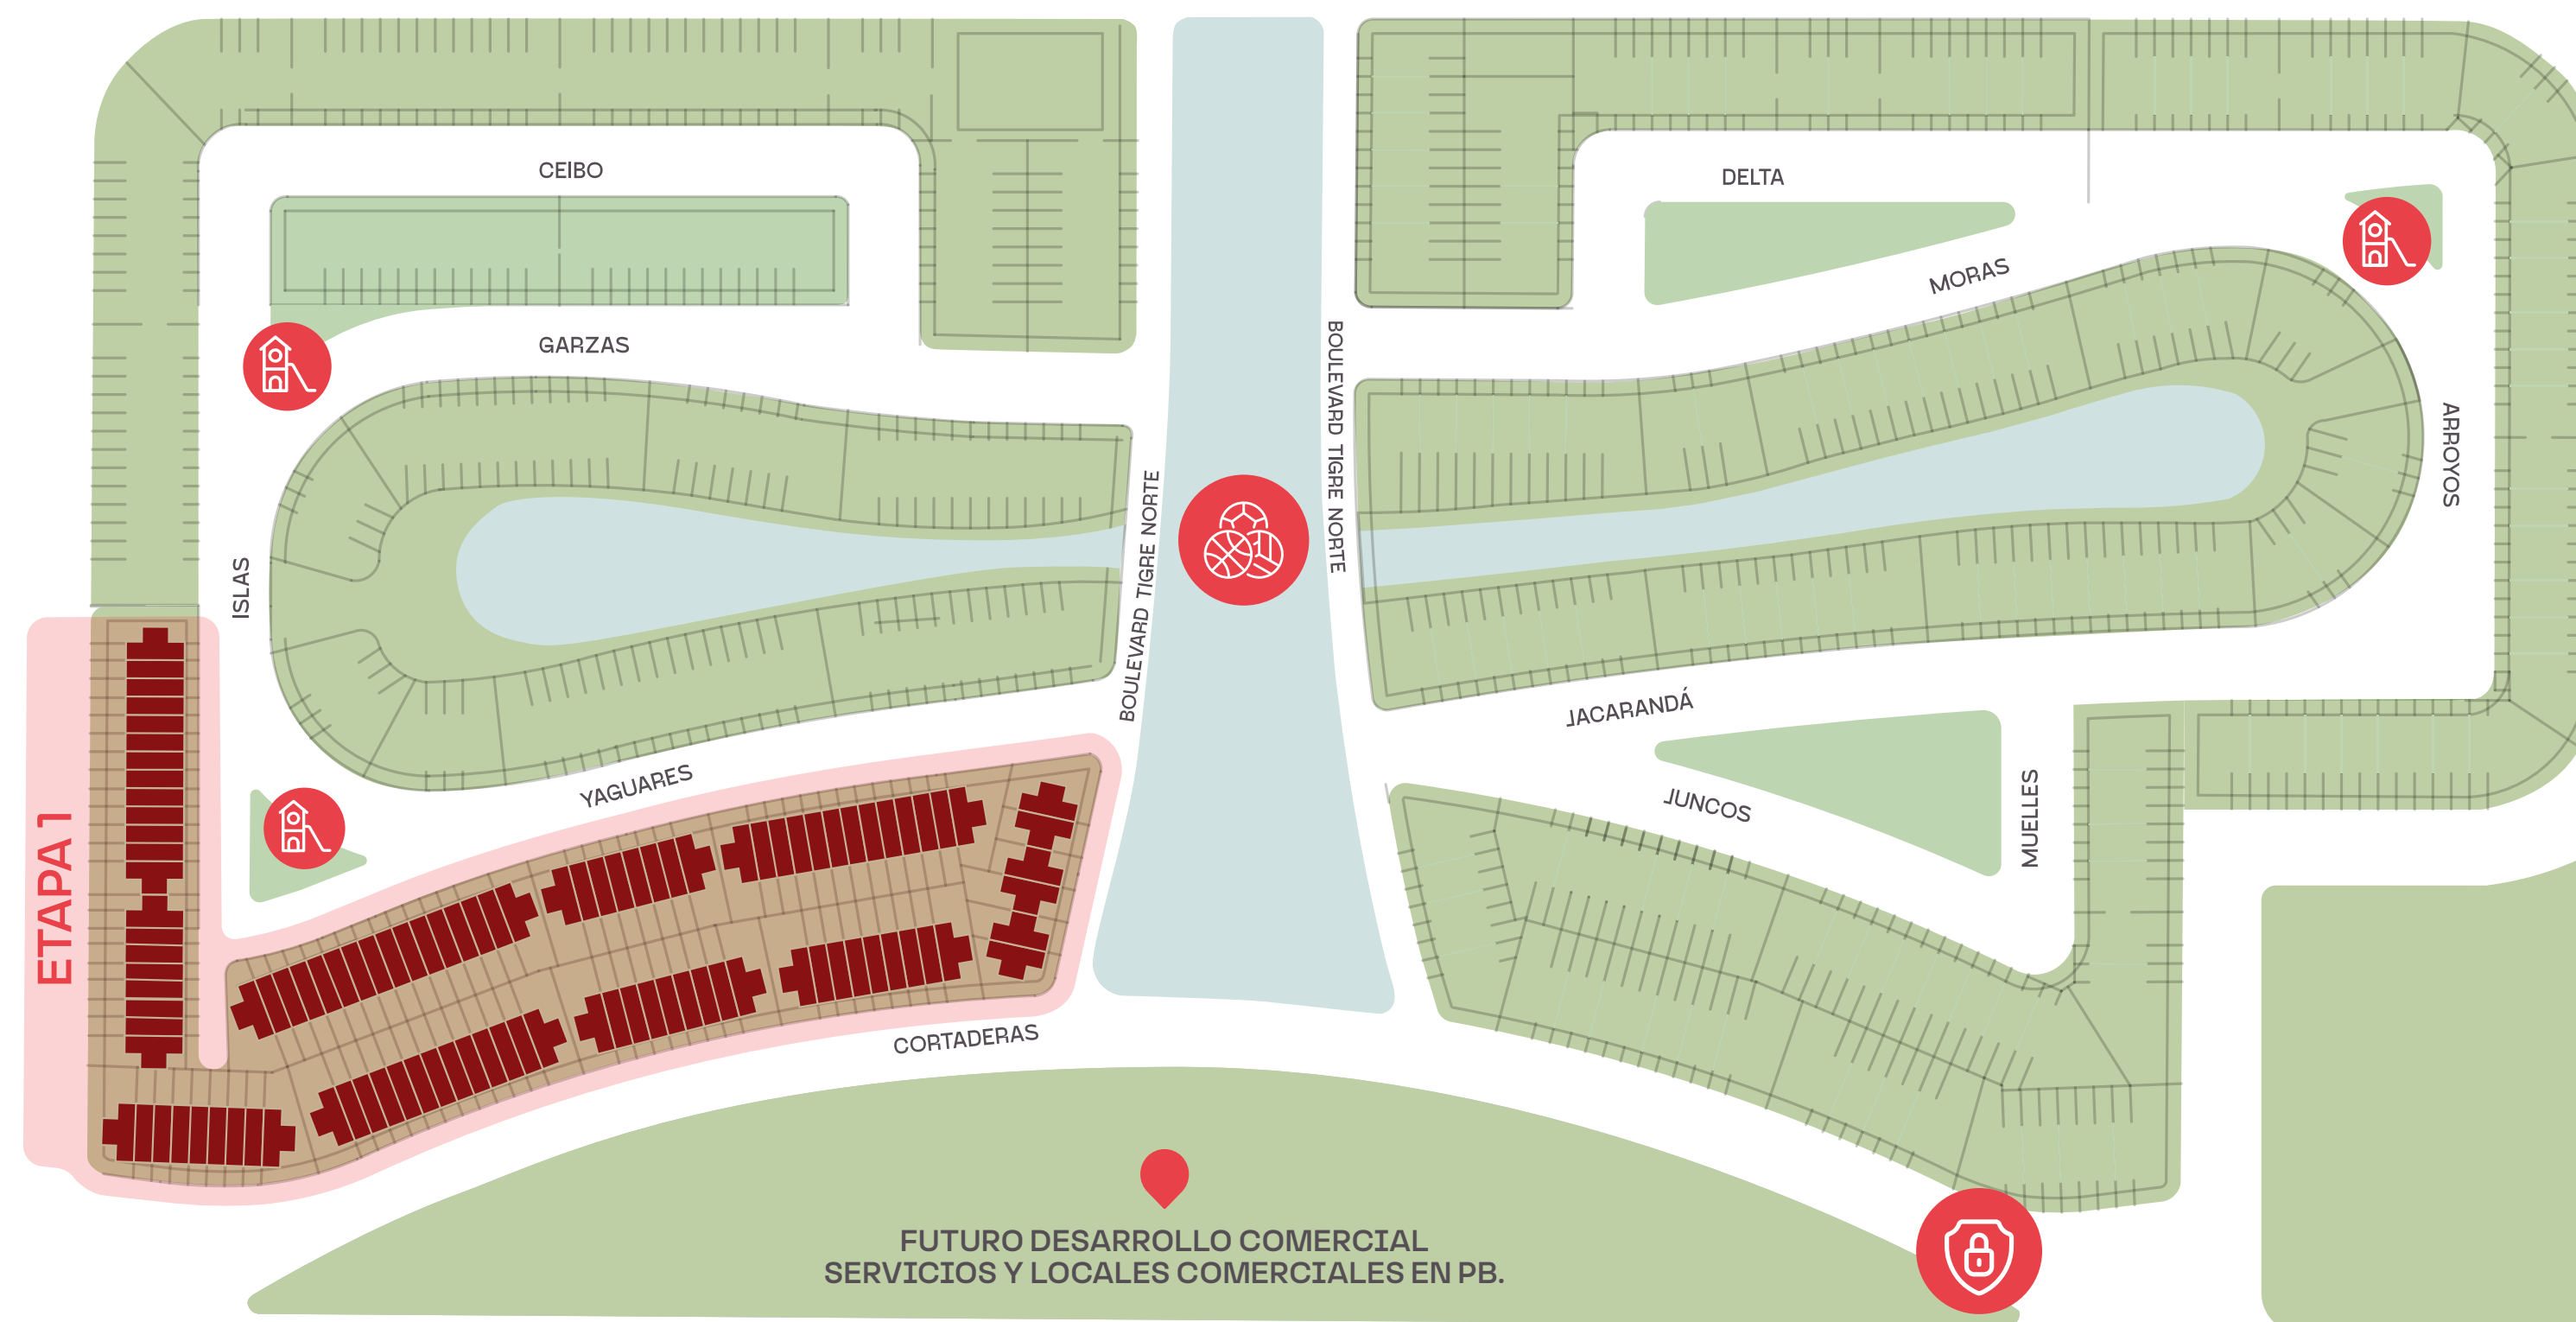 CEIBO
DELTA
MORAS
GARZAS
BOULEVARD TIGRE NORTE
ARROYOS
BOULEVARD TIGRE NORTE
ISLAS
JACARANDÁ
YAGUARES
JUNCOS
MUELLES
ETAPA 1
CORTADERAS
FUTURO DESARROLLO COMERCIAL
SERVICIOS Y LOCALES COMERCIALES EN PB.